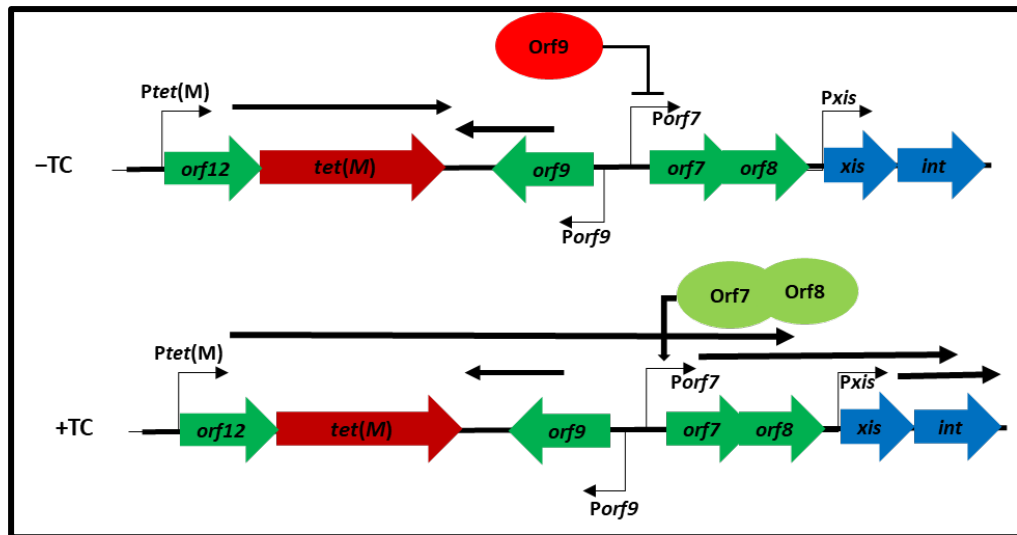 Orf9
Ptet(M)
Porf7
Pxis
–TC
orf12
tet(M)
orf9
orf7
orf8
xis
int
Porf9
Orf7
Orf8
Ptet(M)
Porf7
Pxis
+TC
orf12
tet(M)
orf9
orf7
orf8
xis
int
Porf9